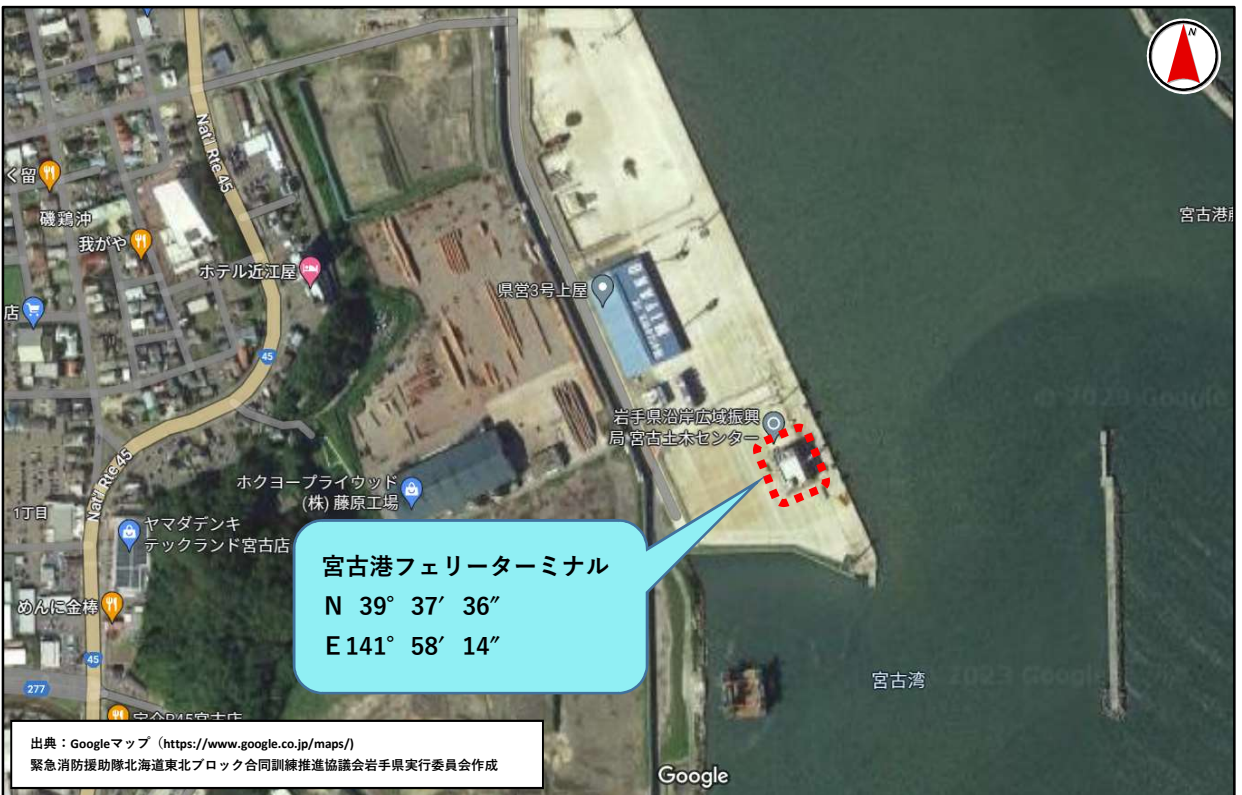 N
Nat'l Rte 45
く留
磯鶏沖
我がや
宮古港
ホテル近江屋
県営3号上屋
店
45
岩手県沿岸広域振興
局 宮古土木センター
ホクヨープライウッド
(株) 藤原工場
Nat'l Rte 45
1丁目
ヤマダデンキ
テックランド宮古店
宮古港フェリーターミナル
N 39° 37′ 36″
E 141° 58′ 14″
めんに金棒
45
277
宮古湾
2023 Google
出典：Googleマップ（https://www.google.co.jp/maps/)
緊急消防援助隊北海道東北ブロック合同訓練推進協議会岩手県実行委員会作成
Google